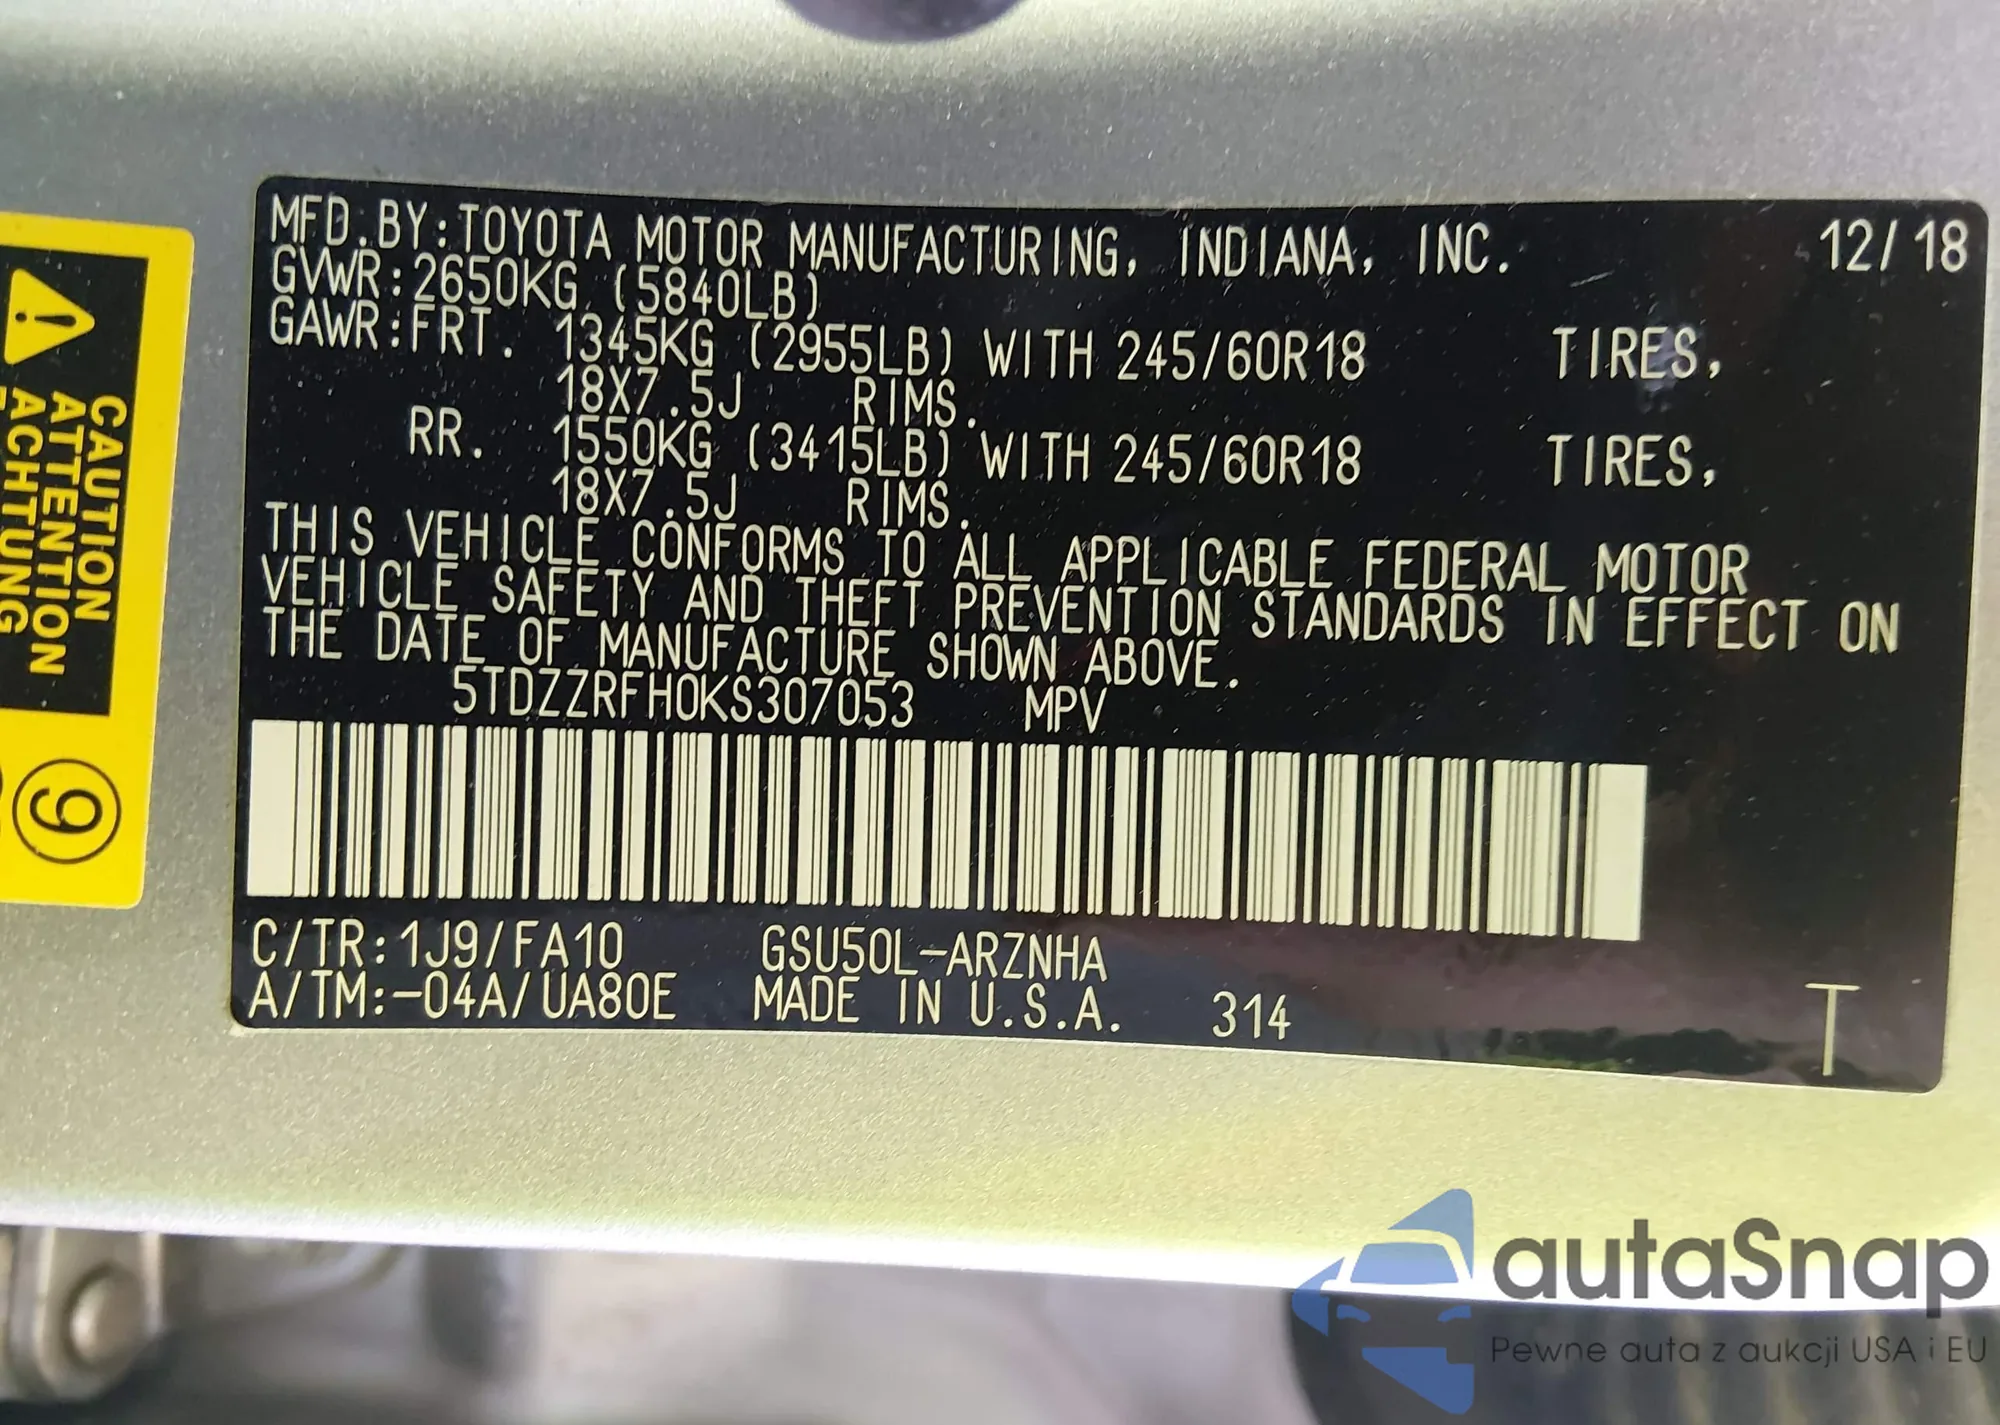 MFD.BY:TOYOTA MOTOR MANUFACTURING, INDIANA, INC. 12/18
GVWR:2650KG (5840LB)
GAWR:FRT. 1345KG (2955LB) WITH 245/60R18 TIRES,
18X7.5J RIMS.
RR. 1550KG (3415LB) WITH 245/60R18 TIRES,
18X7.5J RIMS.
THIS VEHICLE CONFORMS TO ALL APPLICABLE FEDERAL MOTOR
VEHICLE SAFETY AND THEFT PREVENTION STANDARDS IN EFFECT ON
THE DATE OF MANUFACTURE SHOWN ABOVE.
5TDZZRFH0KS307053 MPV
C/TR:1J9/FA10 GSU50L-ARZNHA
A/TM:-04A/UA80E MADE IN U.S.A. 314 T
CAUTION
ATTENTION
ACHTUNG
9
autaSnap
Pewne auta z aukcji USA i EU